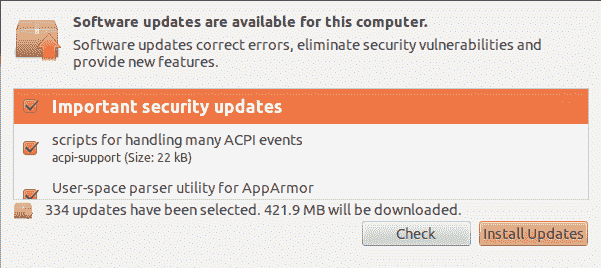 Software updates are available for this computer.
Software updates correct errors, eliminate security vulnerabilities and
provide new features.
Important security updates
scripts for handling many ACPI events
acpi-support (Size: 22 kB)
User-space parser utility for AppArmor
334 updates have been selected. 421.9 MB will be downloaded.
Check
Install Updates